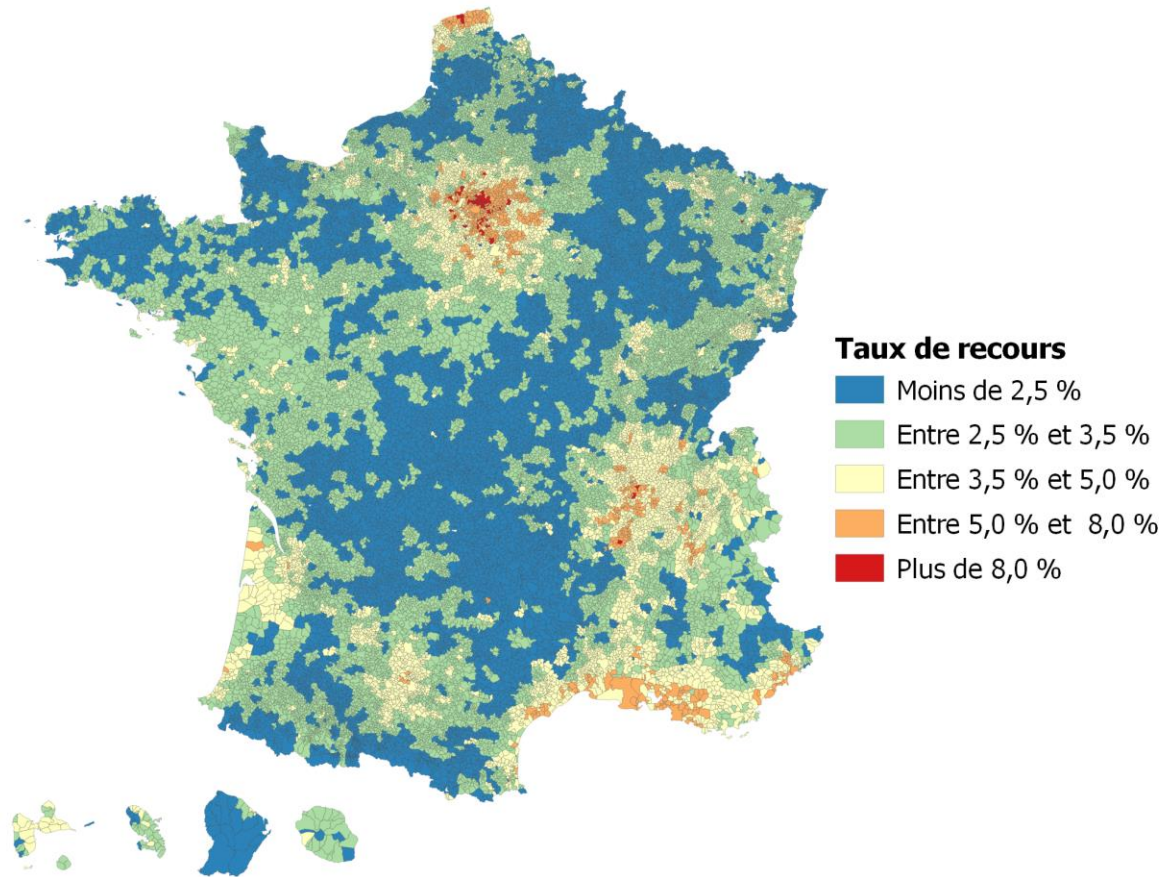 Taux de recours
Moins de 2,5 %
Entre 2,5 % et 3,5 %
Entre 3,5 % et 5,0 %
Entre 5,0 % et  8,0 %
Plus de 8,0 %